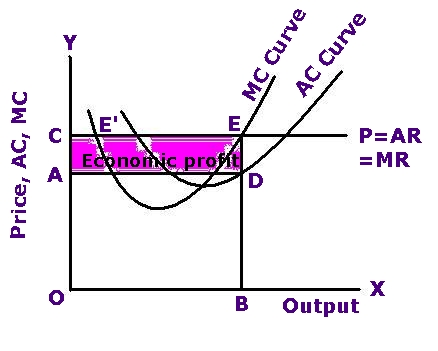 Y
MC Curve
AC Curve
Price, AC, MC
C
E'
E
P=AR
=MR
Economic profit
A
D
O
B
Output
X